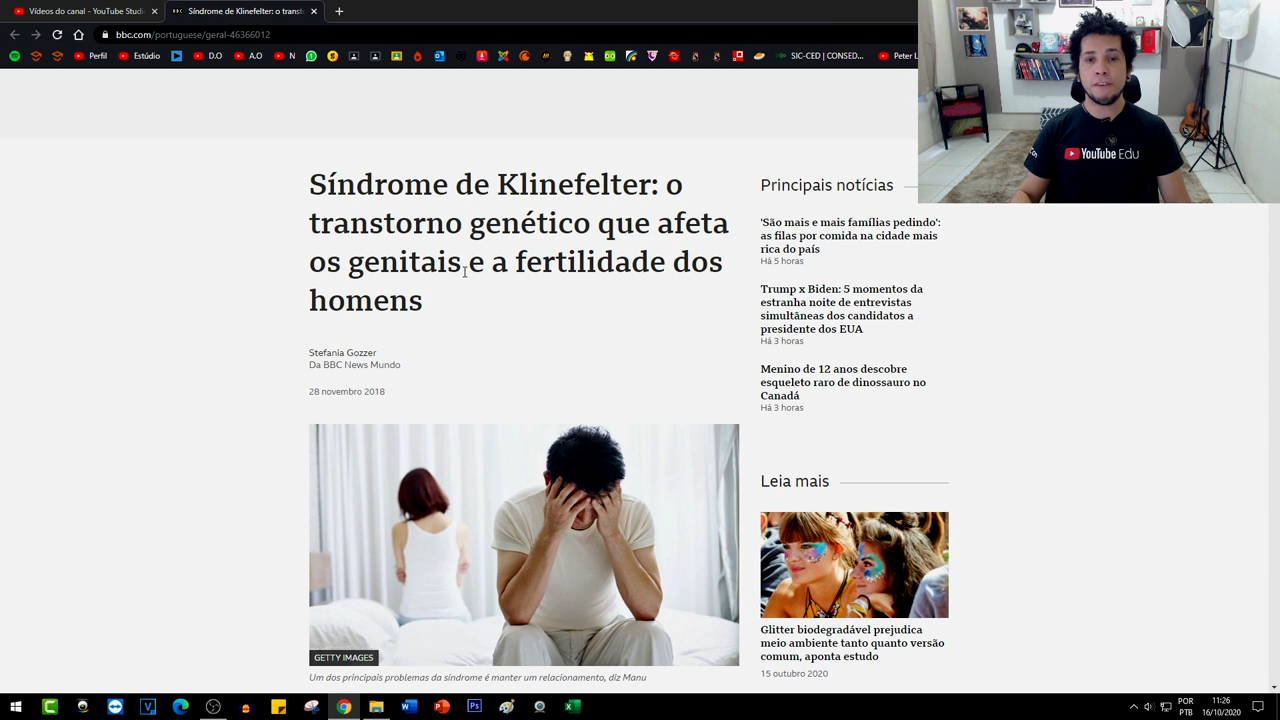 Vídeos do canal - YouTube Studio
Síndrome de Klinefelter: o transt
bbc.com/portuguese/geral-46366012
Perfil
Estúdio
D.O
A.O
N
SIC-CED | CONSED...
Peter L
YouTube Edu
Síndrome de Klinefelter: o
transtorno genético que afeta
os genitais e a fertilidade dos
homens
Stefania Gozzer
Da BBC News Mundo
28 novembro 2018
GETTY IMAGES
Um dos principais problemas da síndrome é manter um relacionamento, diz Manu
Principais notícias
'São mais e mais famílias pedindo':
as filas por comida na cidade mais
rica do país
Há 5 horas
Trump x Biden: 5 momentos da
estranha noite de entrevistas
simultâneas dos candidatos a
presidente dos EUA
Há 3 horas
Menino de 12 anos descobre
esqueleto raro de dinossauro no
Canadá
Há 3 horas
Leia mais
Glitter biodegradável prejudica
meio ambiente tanto quanto versão
comum, aponta estudo
15 outubro 2020
POR
PTB
11:26
16/10/2020